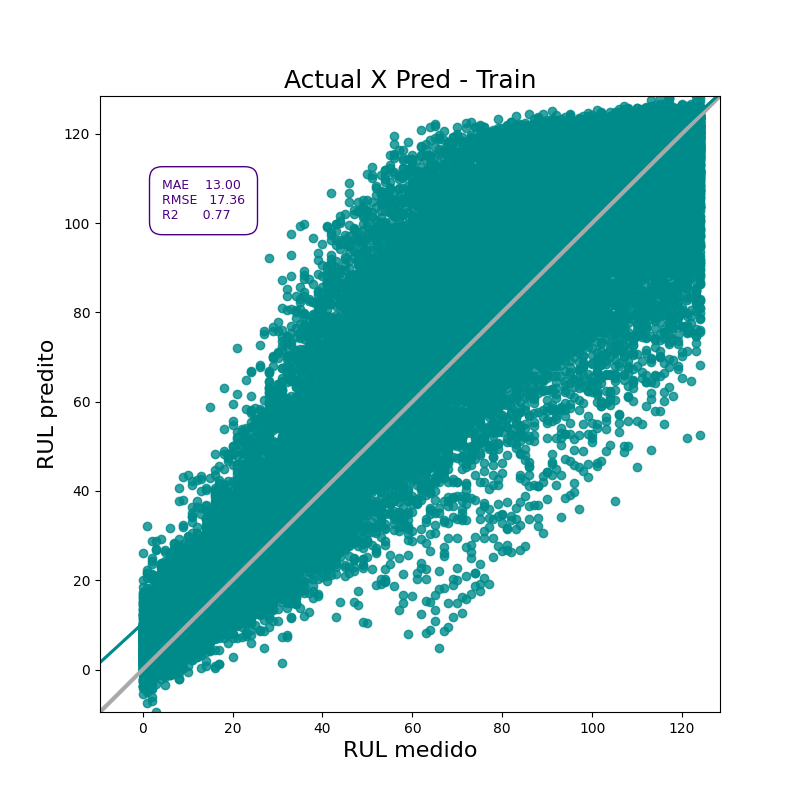 Actual X Pred - Train
120
100
80
60
40
20
0
RUL predito
MAE 13.00
RMSE 17.36
R2 0.77
0 20 40 60 80 100 120
RUL medido